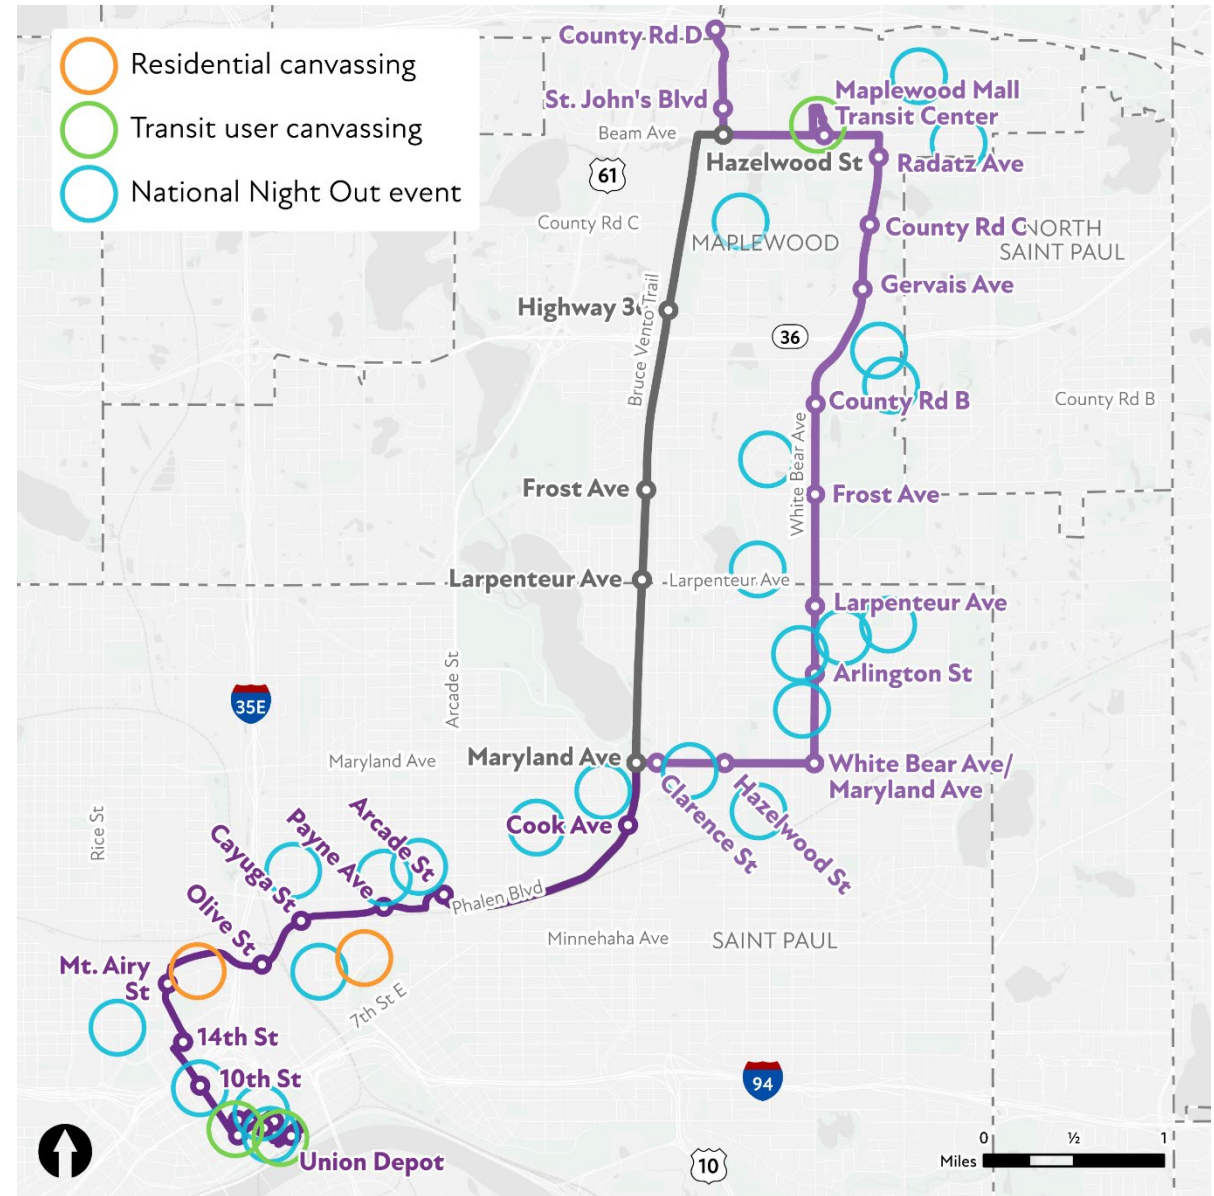 Residential canvassing
Transit user canvassing
National Night Out event
County Rd D
St. John's Blvd
Maplewood Mall
Transit Center
Beam Ave
Hazelwood St
Radatz Ave
61
County Rd C
MAPLEWOOD
County Rd C
NORTH
SAINT PAUL
Gervais Ave
Highway 36
Bruce Vento Trail
36
County Rd B
County Rd B
White Bear Ave
Frost Ave
Frost Ave
Larpenteur Ave
Larpenteur Ave
Larpenteur Ave
Arcade St
Arlington St
35E
Maryland Ave
Maryland Ave
White Bear Ave/
Maryland Ave
Clarence St
Hazelwood St
Rice St
Cook Ave
Arcade St
Payne Ave
Cayuga St
Olive St
Phalen Blvd
Minnehaha Ave
SAINT PAUL
Mt. Airy
St
7th St E
14th St
10th St
94
Union Depot
10
0 ½ 1
Miles